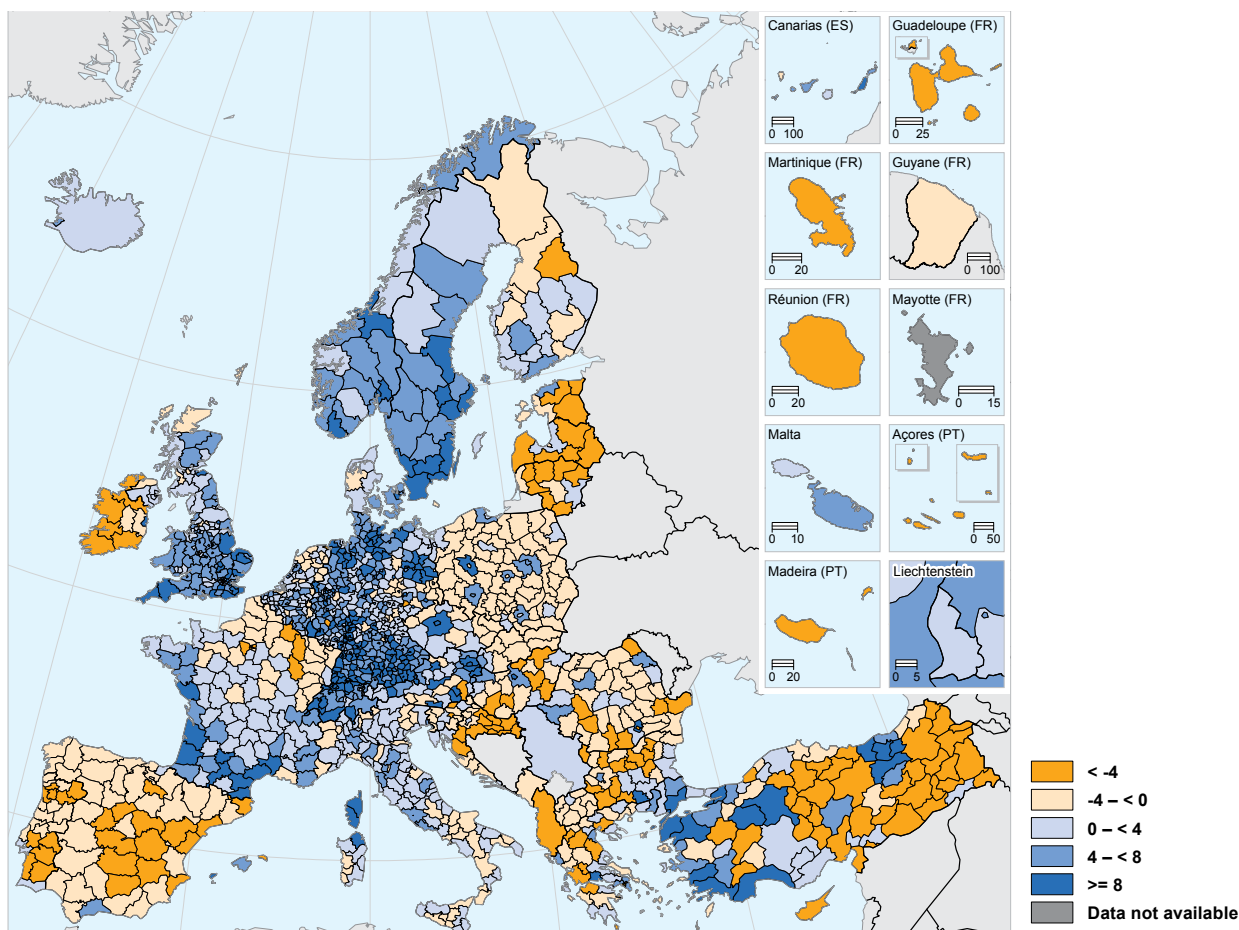 Canarias (ES)
0 100
Guadeloupe (FR)
0 25
Martinique (FR)
0 20
Guyane (FR)
0 100
Réunion (FR)
0 20
Mayotte (FR)
0 15
Malta
0 10
Açores (PT)
0 50
Madeira (PT)
0 20
Liechtenstein
0 5
< -4
-4 – < 0
0 – < 4
4 – < 8
>= 8
Data not available